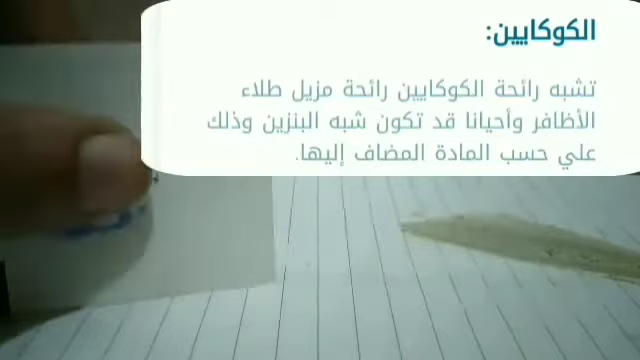 الكوكايين:
تشبه رائحة الكوكايين رائحة مزيل طلاء
الأظافر وأحيانا قد تكون شبه البنزين وذلك
علي حسب المادة المضاف إليها.